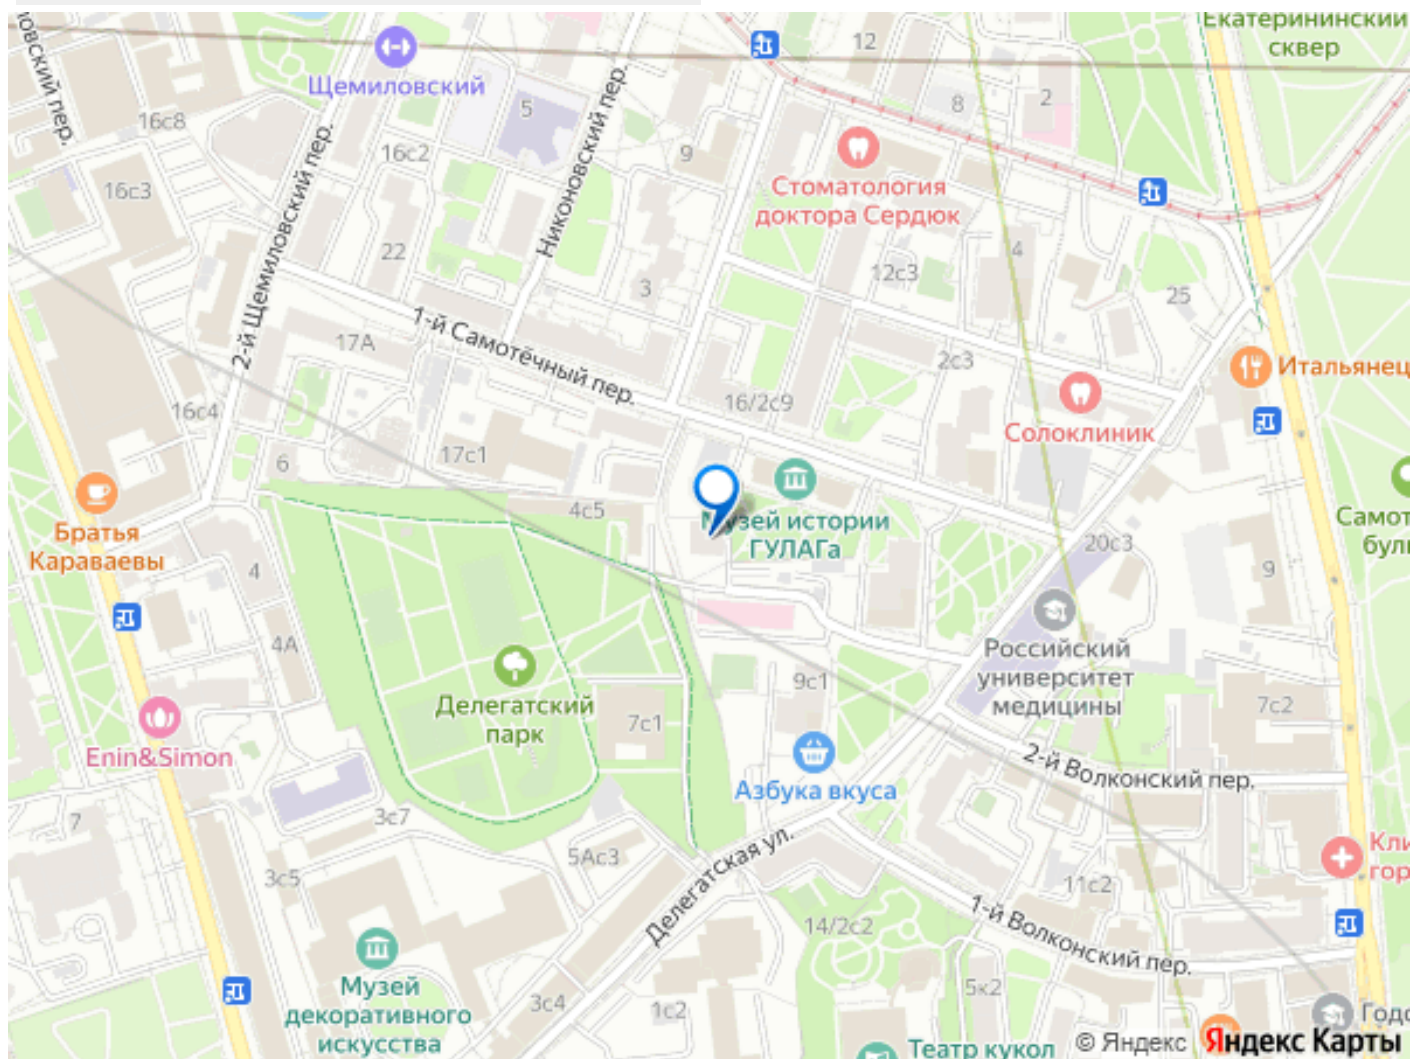 Екатерининский
сквер
12
Щемиловский
5
8
2
16с8
16с2
9
Никоновский пер.
Стоматология
доктора Сердюк
16с3
2-й Щемиловский пер.
22
3
12с3
4
25
1-й Самотёчный пер.
17А
2с3
Итальянец
16с4
16/2с9
Солоклиник
6
17с1
4с5
Музей истории
ГУЛАГа
20с3
Братья
Караваевы
4
9
4А
Российский
университет
медицины
Делегатский
парк
7с1
9с1
7с2
Enin&Simon
2-й Волконский пер.
Азбука вкуса
7
3с7
5Ас3
Делегатская ул.
3с5
11с2
1-й Волконский пер.
14/2с2
Музей
декоративного
искусства
3с4
1с2
5к2
Театр кукол
© Яндекс
Яндекс Карты